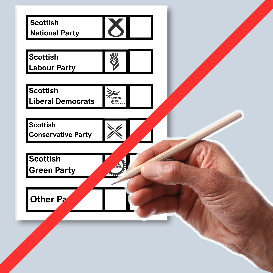 Scottish
National Party
Scottish
Labour Party
Scottish
Liberal Democrats
Scottish
Conservative Party
Scottish
Green Party
Other Pa